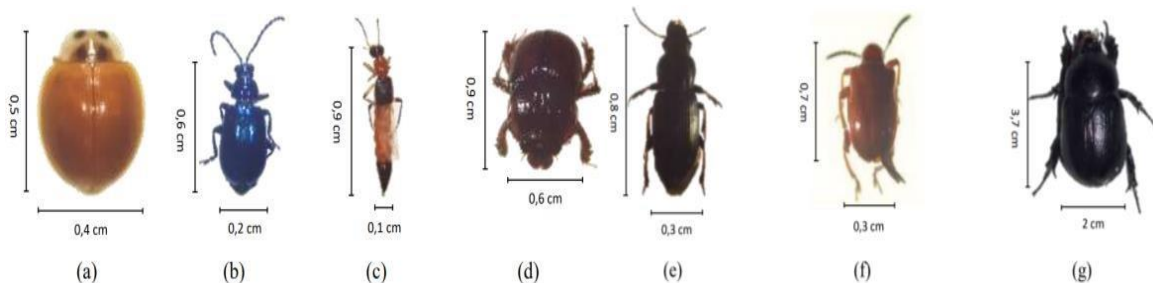 0,5 cm
0,4 cm
(a)
0,6 cm
0,2 cm
(b)
0,9 cm
0,1 cm
(c)
0,9 cm
0,6 cm
(d)
0,8 cm
0,3 cm
(e)
0,7 cm
0,3 cm
(f)
3,7 cm
2 cm
(g)